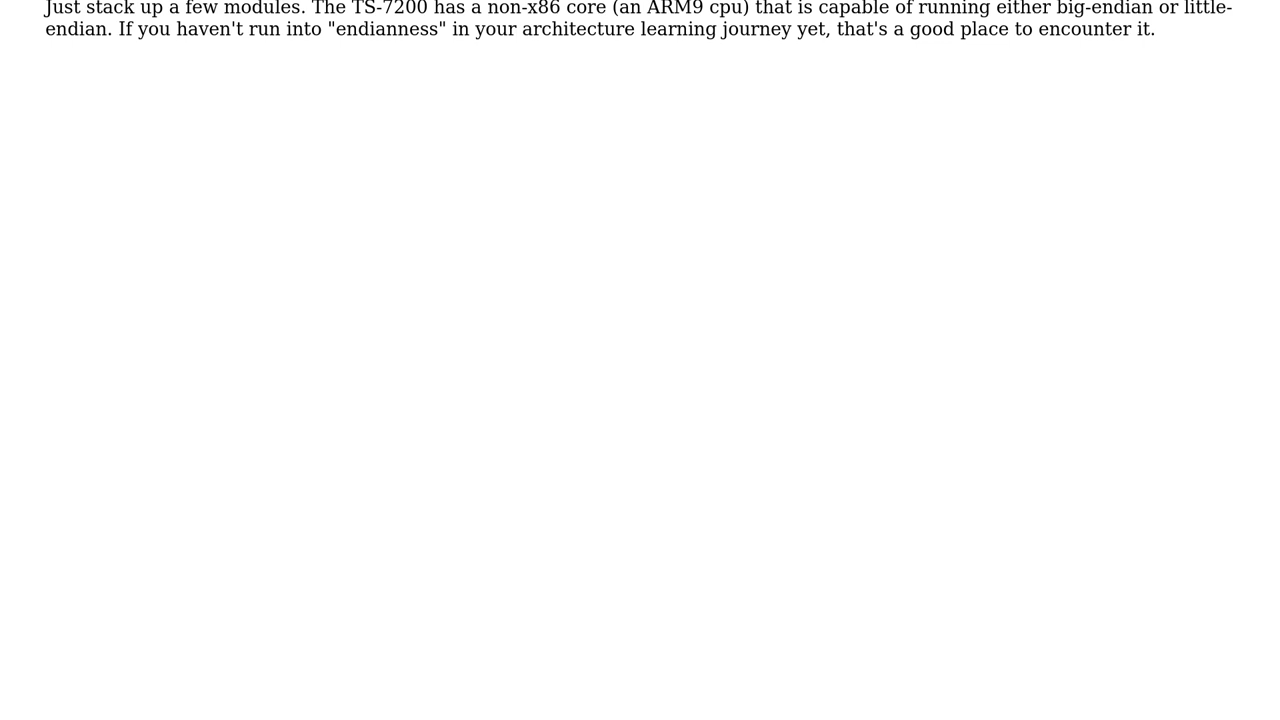 Just stack up a few modules. The TS-7200 has a non-x86 core (an ARM9 cpu) that is capable of running either big-endian or little-
endian. If you haven't run into "endianness" in your architecture learning journey yet, that's a good place to encounter it.